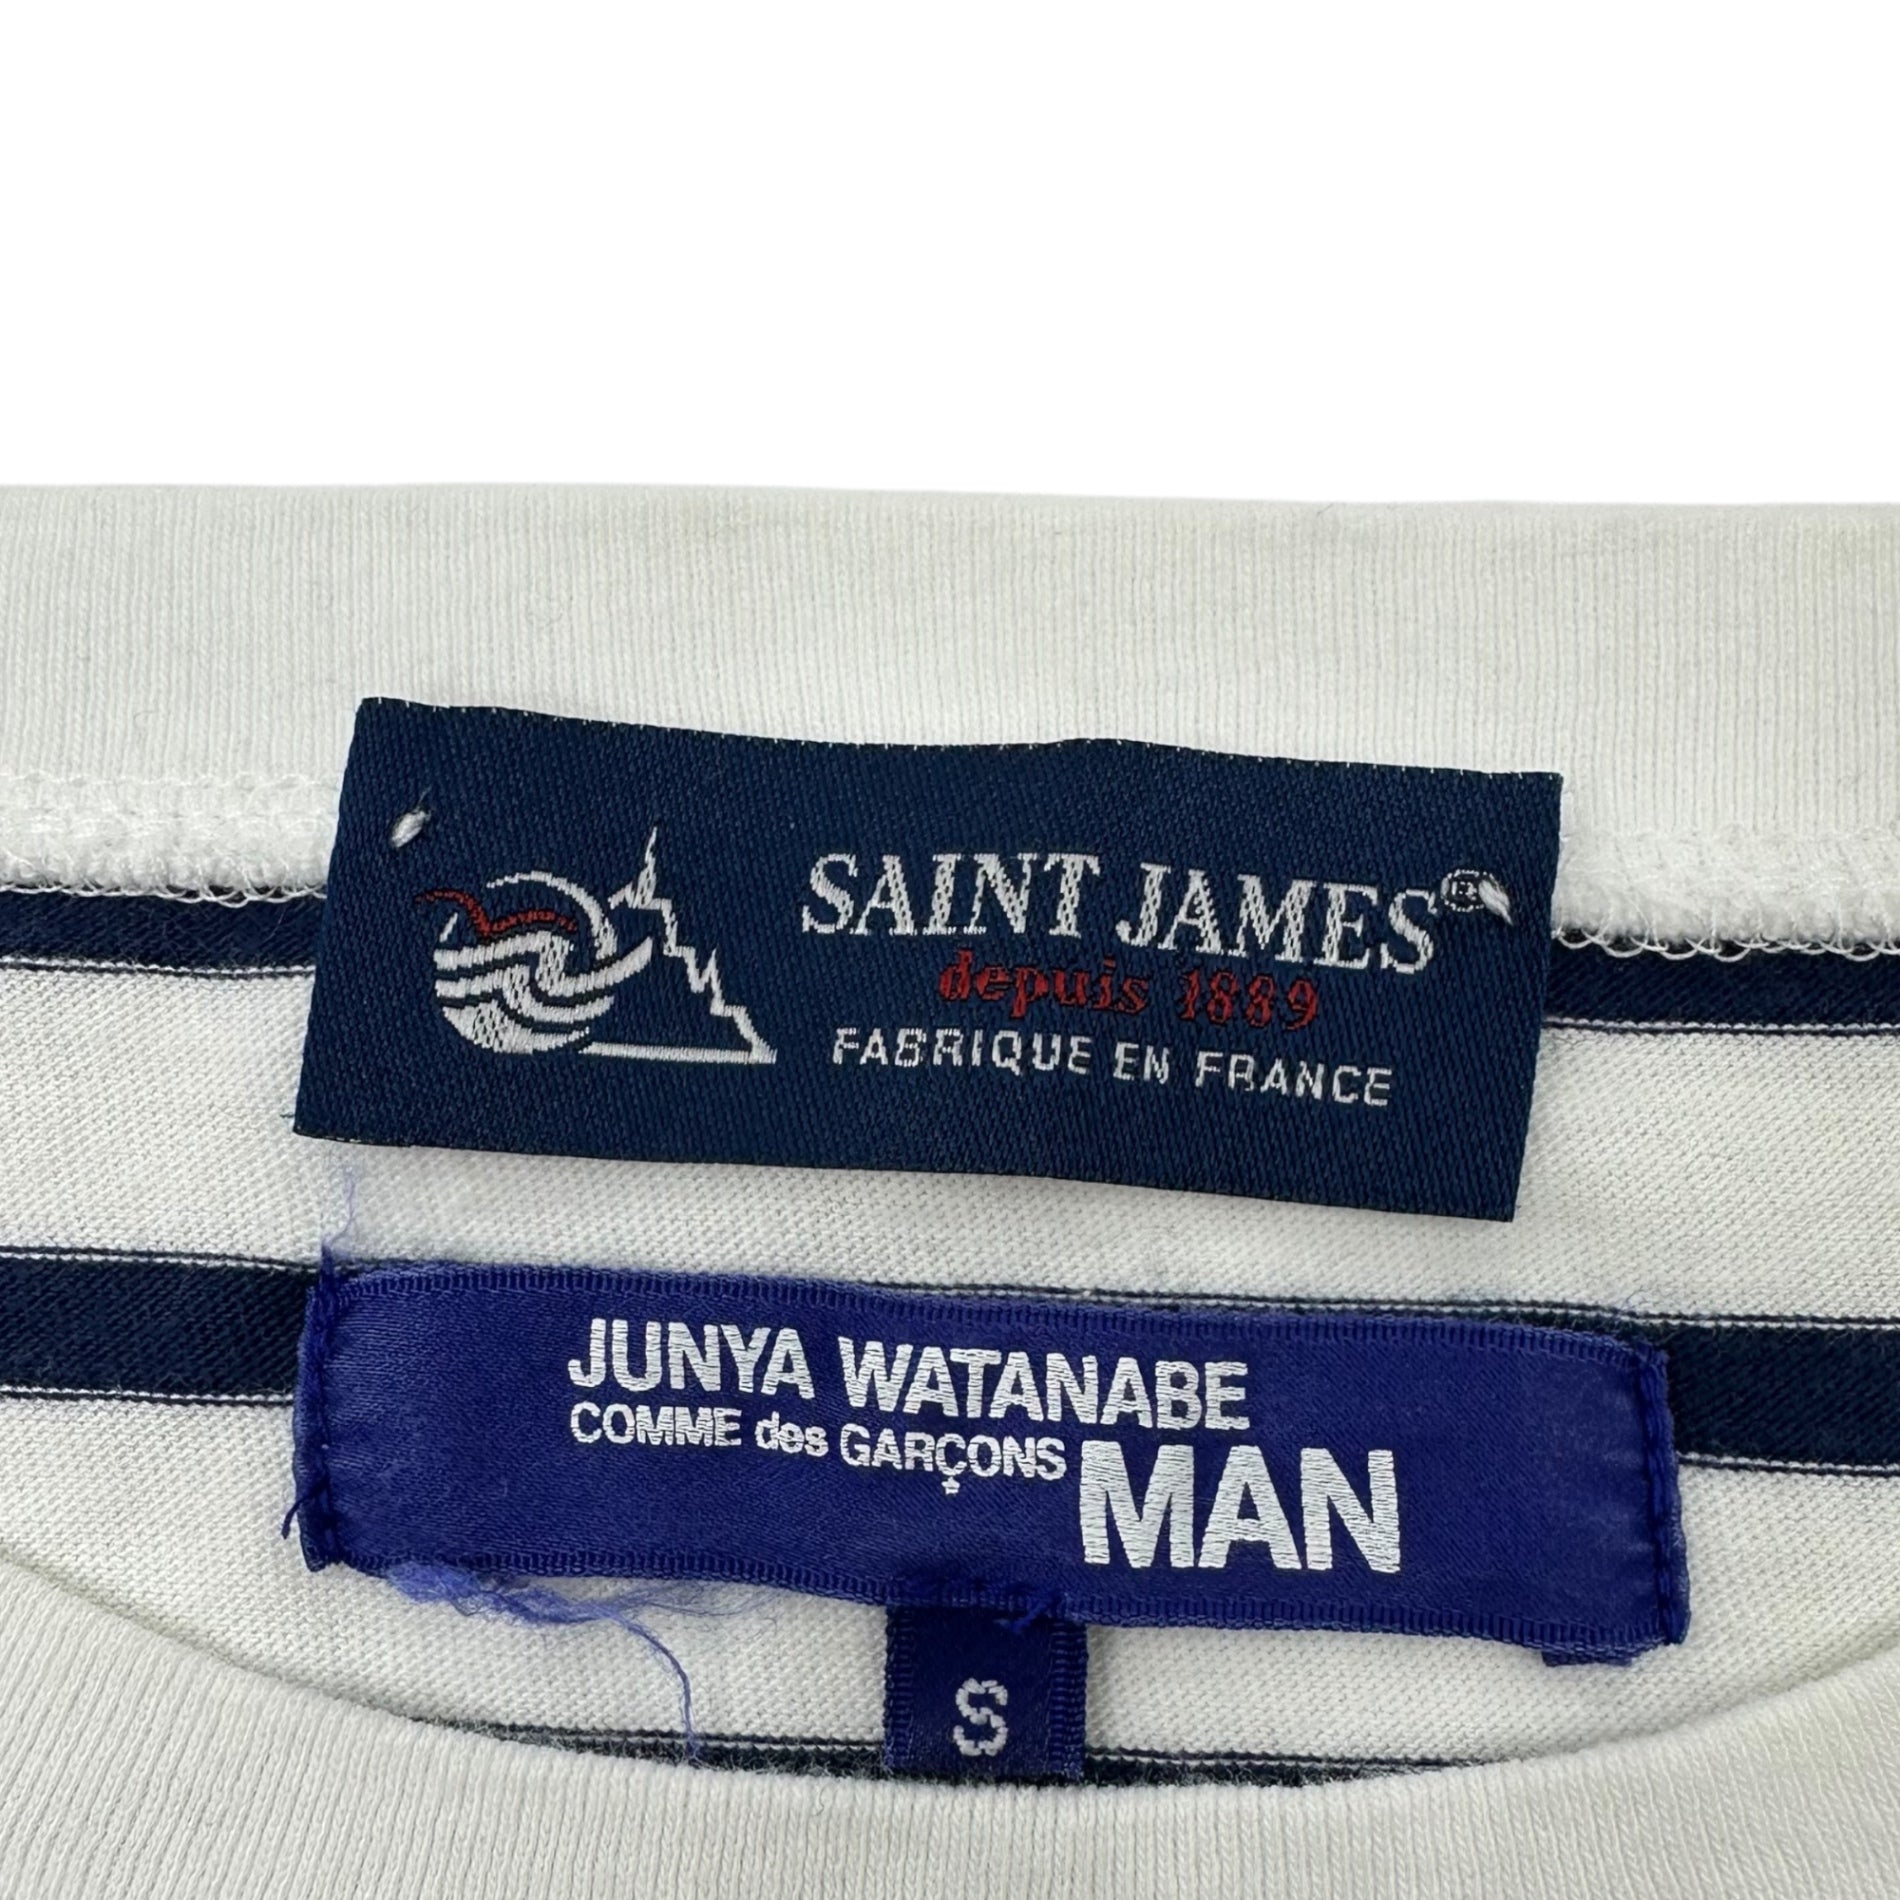 SAINT JAMES®
depuis 1889
FABRIQUE EN FRANCE
JUNYA WATANABE
COMME des GARÇONS MAN
S